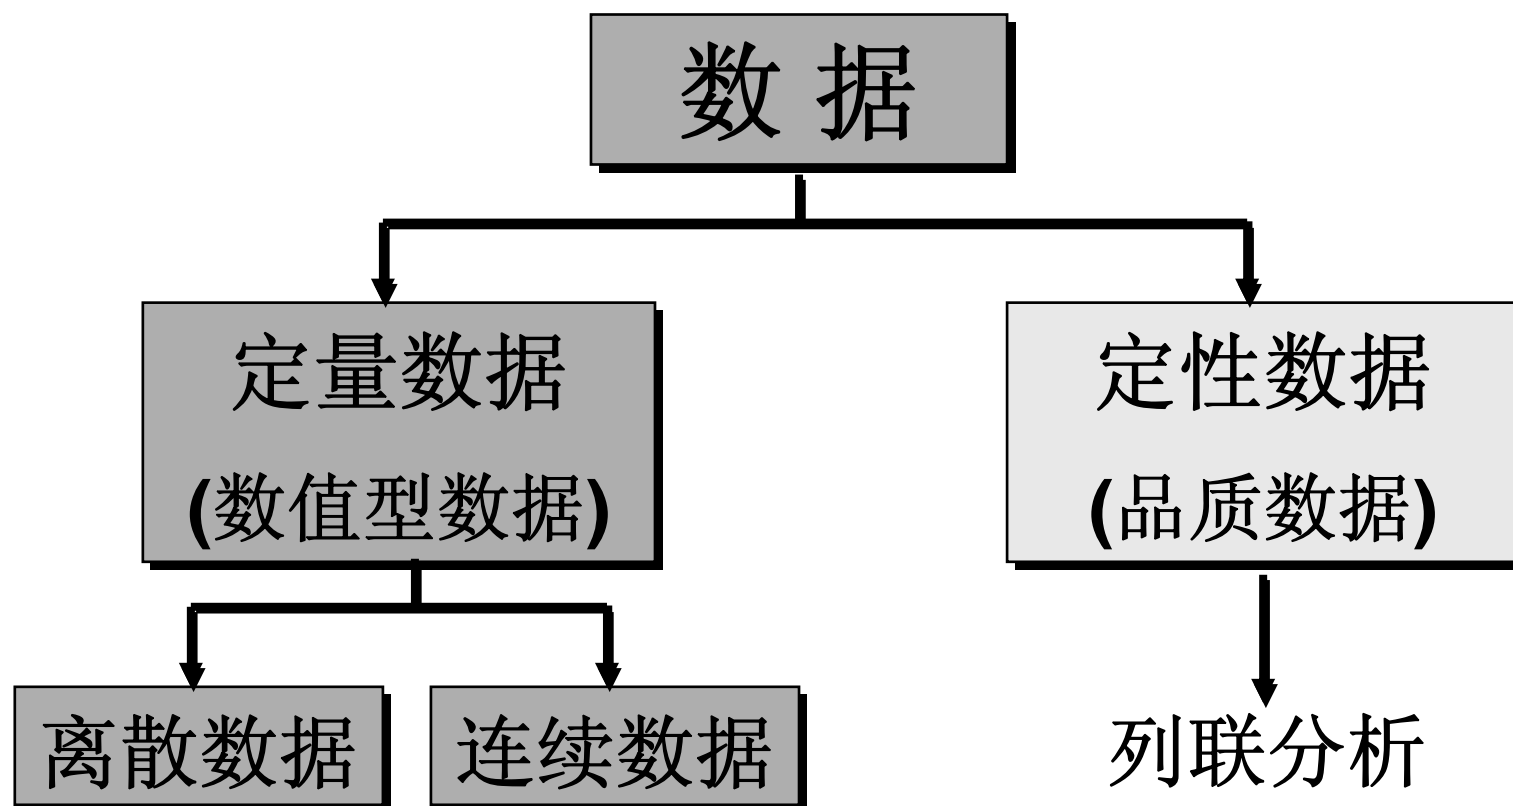 数 据
定量数据
(数值型数据)
定性数据
(品质数据)
离散数据
连续数据
列联分析